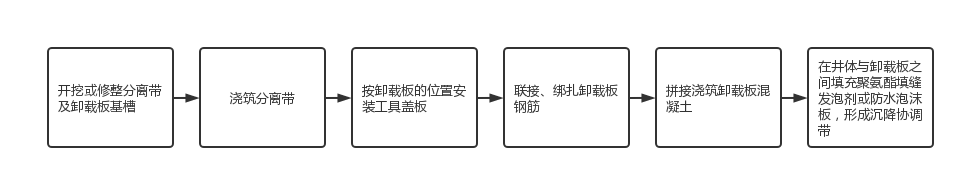 开挖或修整分离带
及卸载板基槽
浇筑分离带
按卸载板的位置安
装工具盖板
联接、绑扎卸载板
钢筋
拼接浇筑卸载板混
凝土
在井体与卸载板之
间填充聚氨酯填缝
发泡剂或防水泡沫
板，形成沉降协调
带